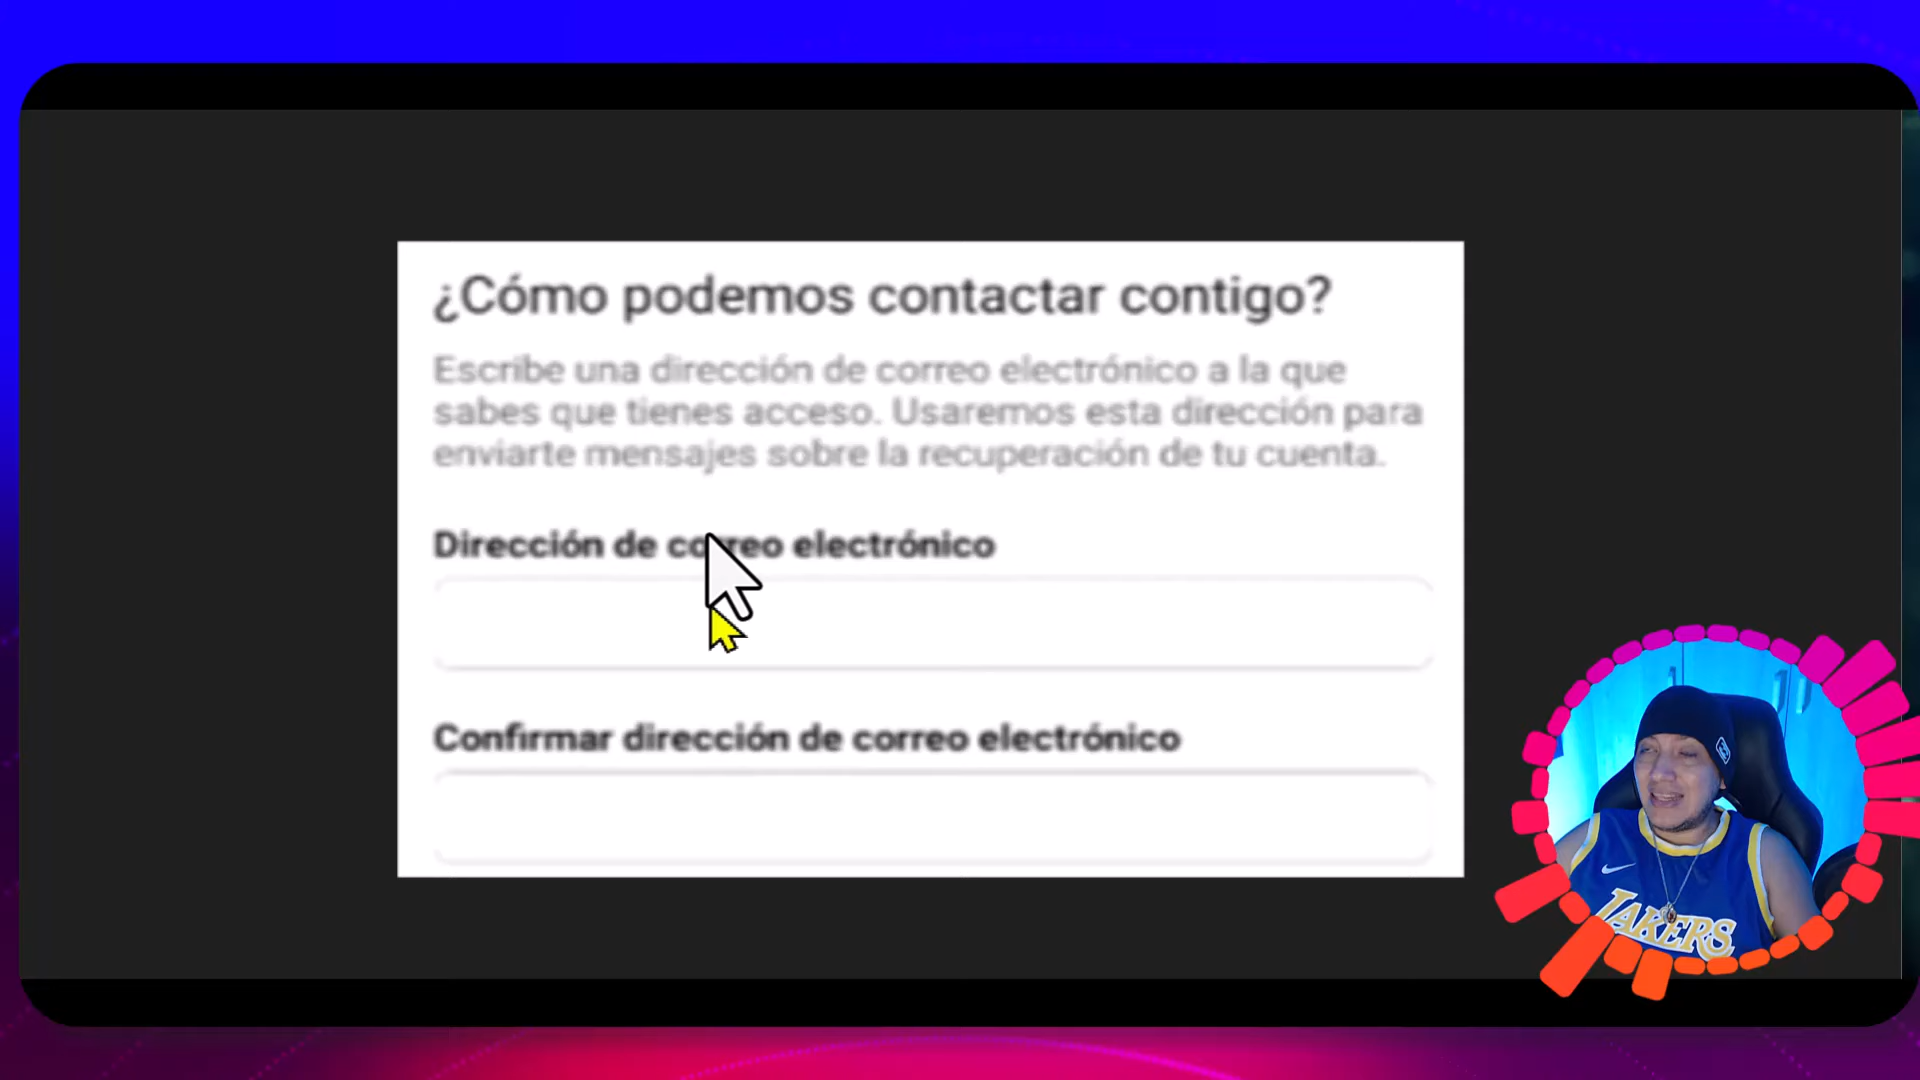 ¿Cómo podemos contactar contigo?
Escribe una dirección de correo electrónico a la que
sabes que tienes acceso. Usaremos esta dirección para
enviarte mensajes sobre la recuperación de tu cuenta.
Dirección de correo electrónico
Confirmar dirección de correo electrónico
LAKERS